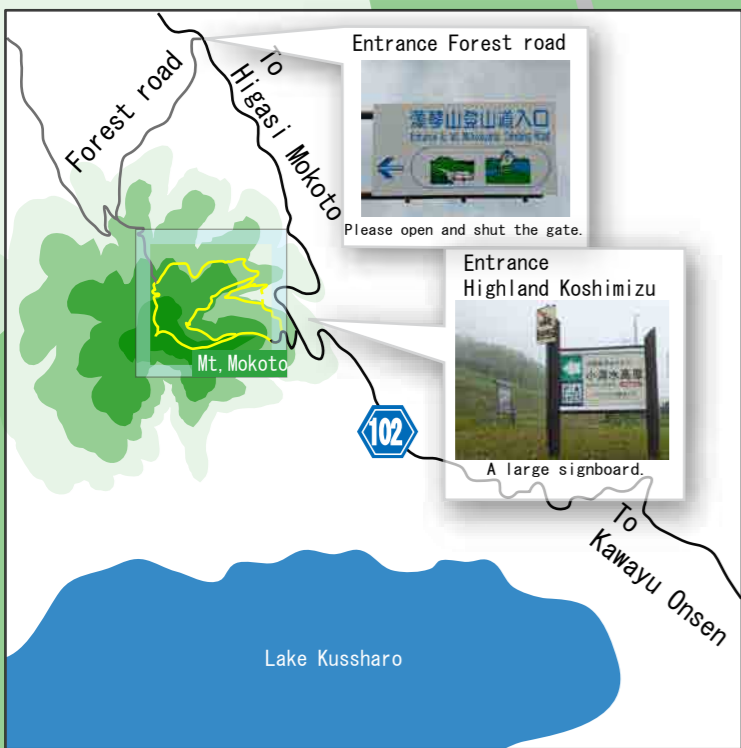 Entrance Forest road
藻琴山登山道入口
Please open and shut the gate.
Forest road
To
Higasi Mokoto
Entrance
Highland Koshimizu
小清水高原
A large signboard.
Mt,Mokoto
102
To
Kawayu Onsen
Lake Kussharo